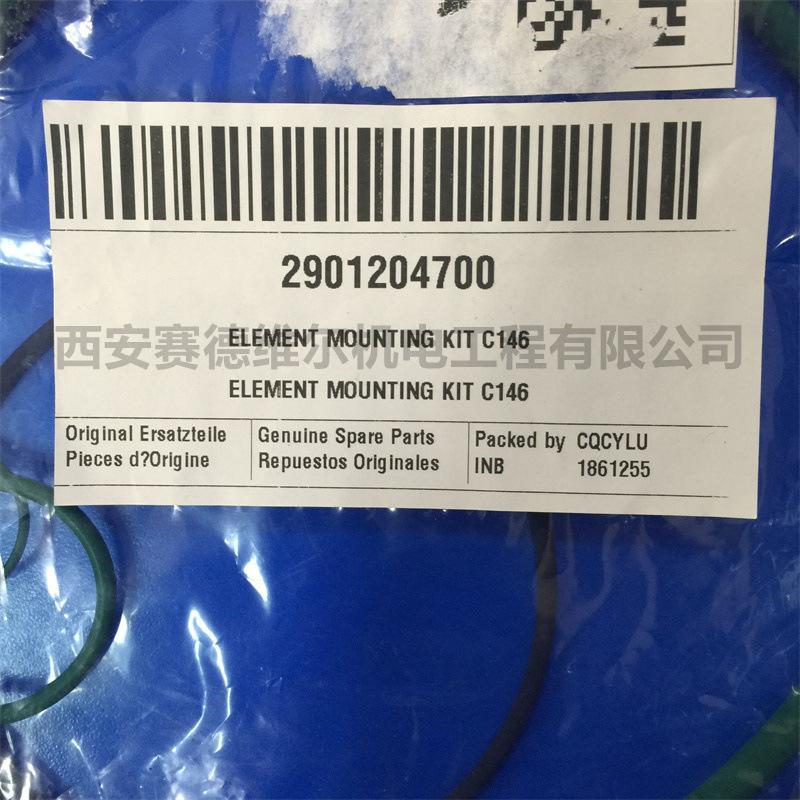 2901204700
西安赛德维尔机电工程有限公司
ELEMENT MOUNTING KIT C146
ELEMENT MOUNTING KIT C146
Original Ersatzteile
Pieces d?Origine
Genuine Spare Parts
Repuestos Originales
Packed by CQCYLU
INB 1861255